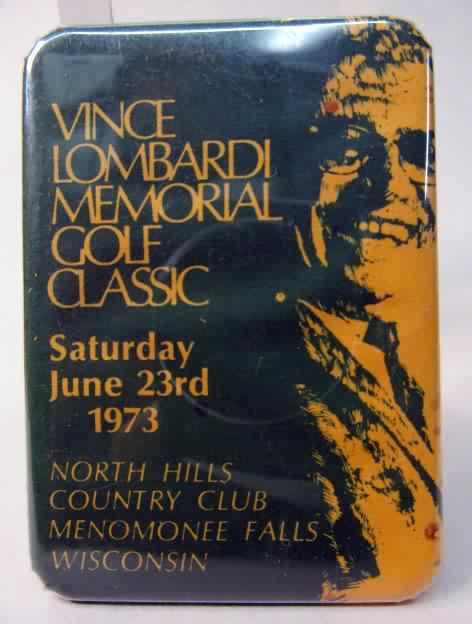 VINCE
LOMBARDI
MEMORIAL
GOLF
CLASSIC
Saturday
June 23rd
1973
NORTH HILLS
COUNTRY CLUB
MENOMONEE FALLS
WISCONSIN